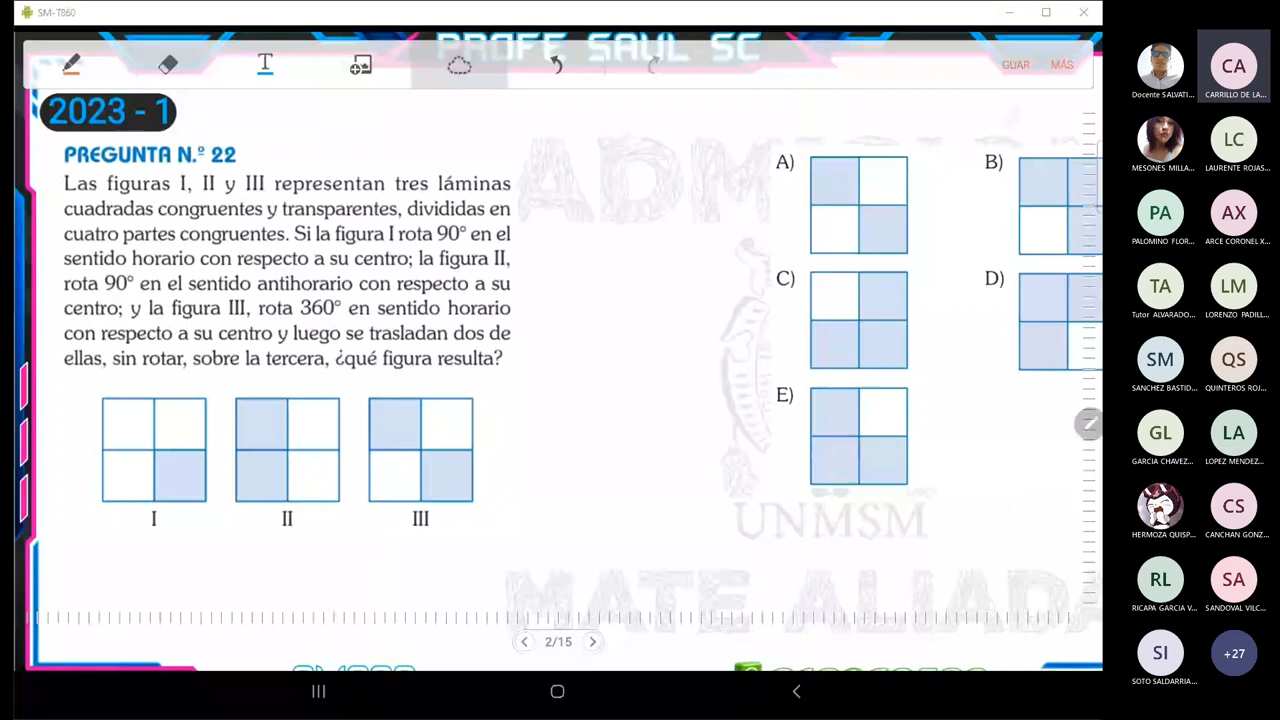 SM-T860
PROFE SAUL SC
T
GUAR
MÁS
2023 - 1
PREGUNTA N.º 22
Las figuras I, II y III representan tres láminas
cuadradas congruentes y transparentes, divididas en
cuatro partes congruentes. Si la figura I rota 90° en el
sentido horario con respecto a su centro; la figura II,
rota 90° en el sentido antihorario con respecto a su
centro; y la figura III, rota 360° en sentido horario
con respecto a su centro y luego se trasladan dos de
ellas, sin rotar, sobre la tercera, ¿qué figura resulta?
I
II
III
A)
B)
C)
D)
E)
UNMSM
MATE ALIADA
2/15
Docente SALVATI...
CA
CARRILLO DE LA...
MESONES MILLA...
LC
LAURENTE ROJAS...
PA
PALOMINO FLOR...
AX
ARCE CORONEL X...
TA
Tutor ALVARADO...
LM
LORENZO PADILL...
SM
SANCHEZ BASTID...
QS
QUINTEROS ROJ...
GL
GARCIA CHAVEZ...
LA
LOPEZ MENDEZ...
HERMOZA QUISP...
CS
CANCHAN GONZ...
RL
RICAPA GARCIA V...
SA
SANDOVAL VILC...
SI
SOTO SALDARRIA...
+27